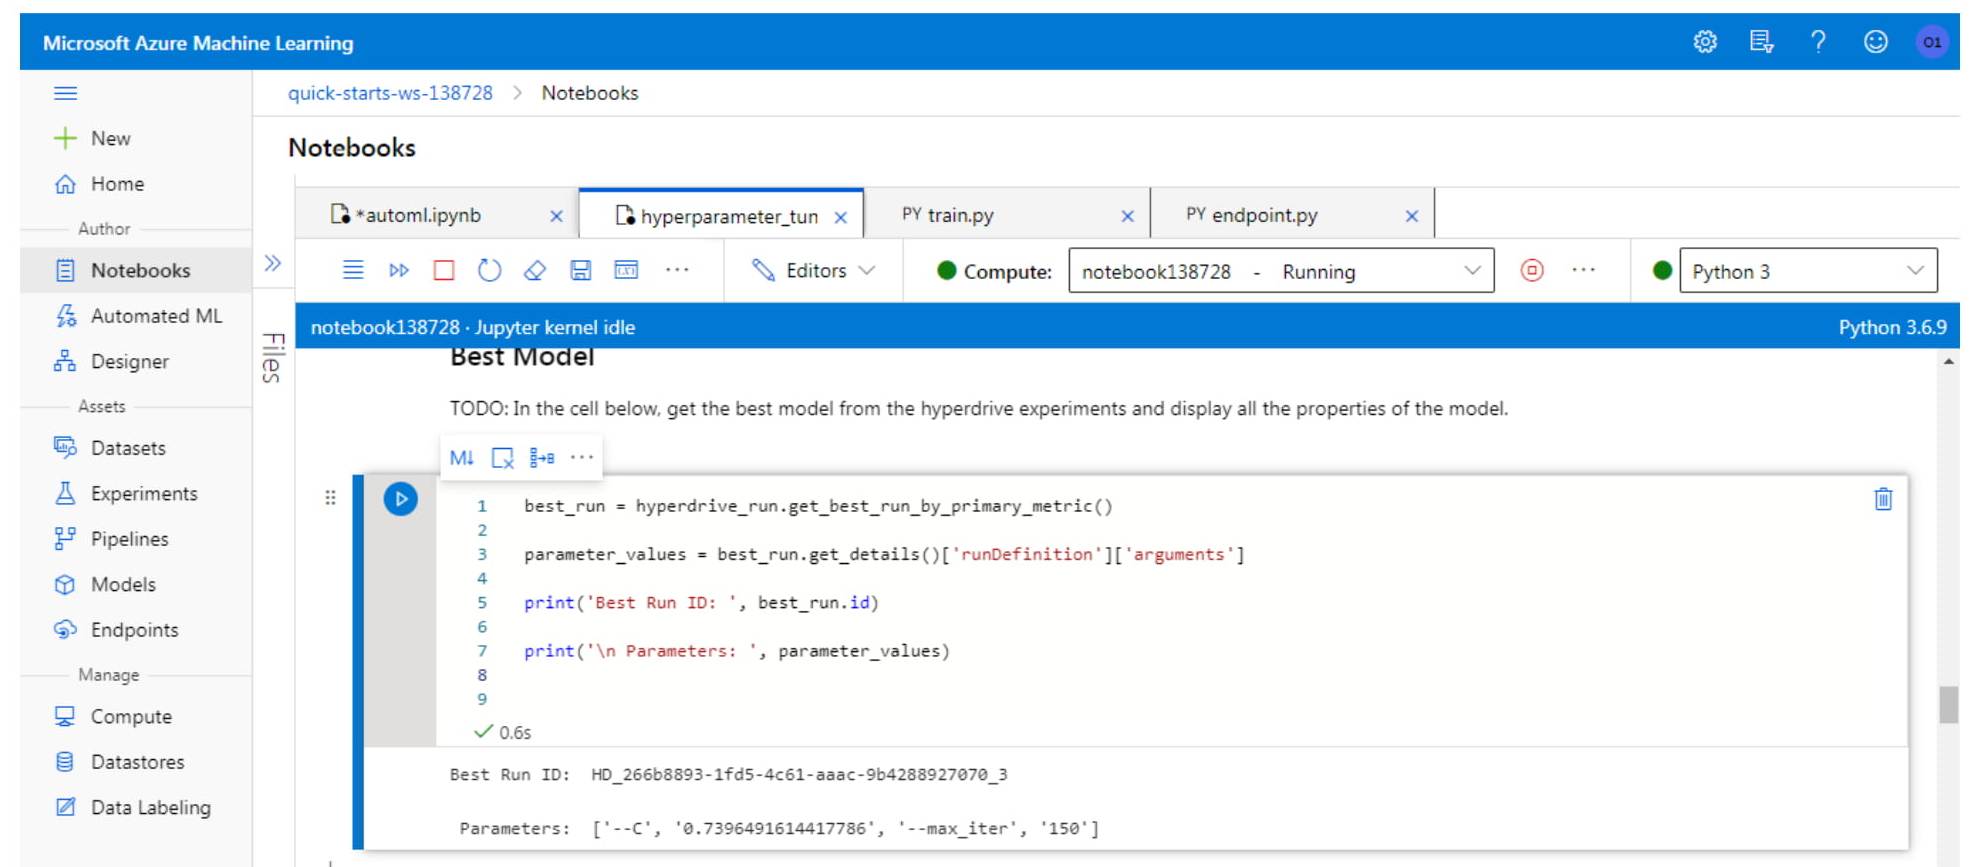 Microsoft Azure Machine Learning
O1
quick-starts-ws-138728 > Notebooks
New
Home
Author
Notebooks
Automated ML
Designer
Assets
Datasets
Experiments
Pipelines
Models
Endpoints
Manage
Compute
Datastores
Data Labeling
Files
Notebooks
*automl.ipynb
hyperparameter_tun
PY train.py
PY endpoint.py
Editors
Compute: notebook138728 - Running
Python 3
notebook138728 · Jupyter kernel idle
Python 3.6.9
Best Model
TODO: In the cell below, get the best model from the hyperdrive experiments and display all the properties of the model.
M↓
1 best_run = hyperdrive_run.get_best_run_by_primary_metric()
2
3 parameter_values = best_run.get_details()['runDefinition']['arguments']
4
5 print('Best Run ID: ', best_run.id)
6
7 print('\n Parameters: ', parameter_values)
8
9
0.6s
Best Run ID:  HD_266b8893-1fd5-4c61-aaac-9b4288927070_3
Parameters:  ['--C', '0.7396491614417786', '--max_iter', '150']